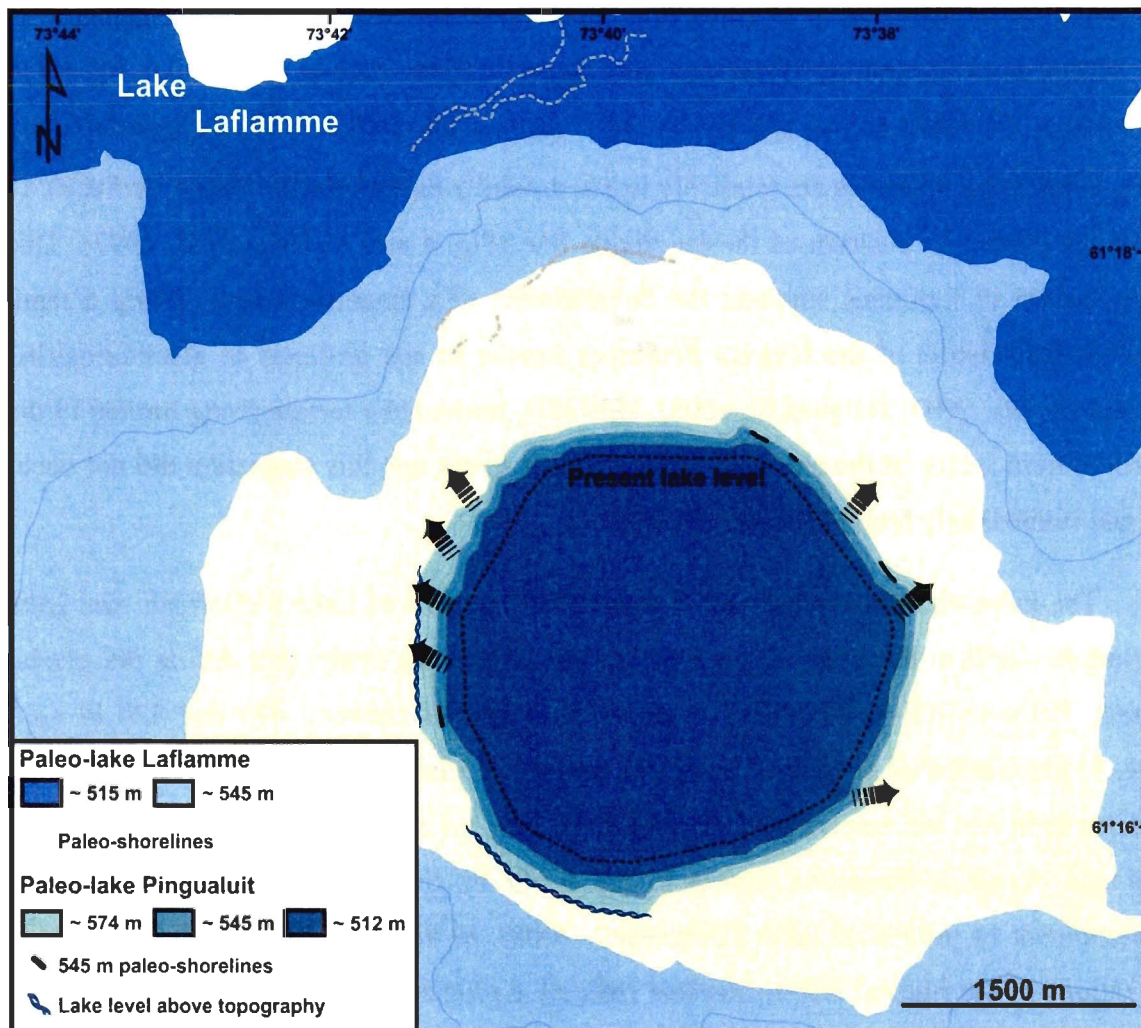 73°44'
73°42'
73°40'
73°38'
Lake
Laflamme
N
61°18'
Present lake level
61°16'
Paleo-lake Laflamme
~ 515 m
~ 545 m
Paleo-shorelines
Paleo-lake Pingualuit
~ 574 m
~ 545 m
~ 512 m
545 m paleo-shorelines
Lake level above topography
1500 m